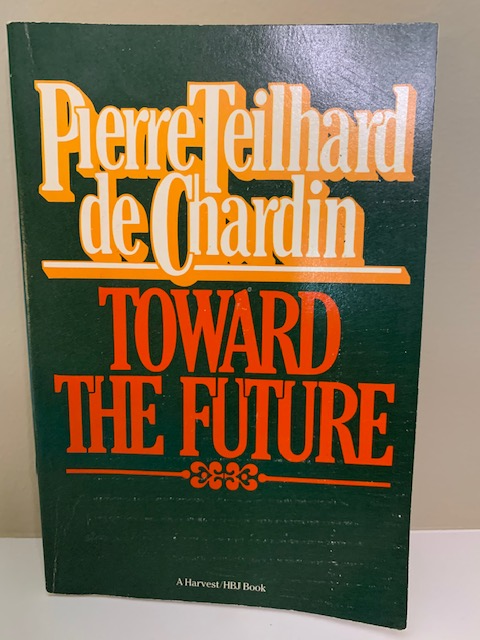 Pierre Teilhard
de Chardin
TOWARD
THE FUTURE
A Harvest/HBJ Book